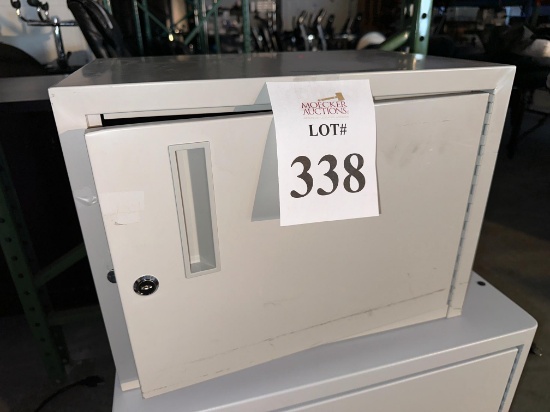 MOECKER
AUCTIONS
LOT#
338